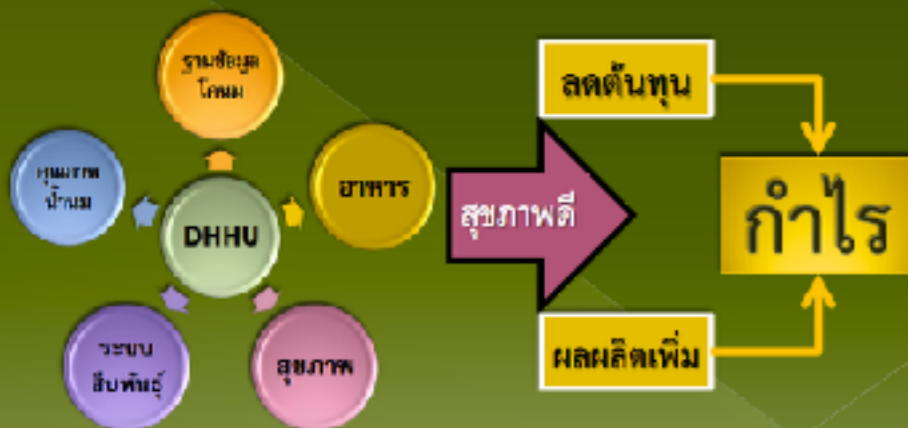 ฐานข้อมูล
โคนม
คุณภาพ
น้ำนม
DHHU
อาหาร
ระบบ
สืบพันธุ์
สุขภาพ
สุขภาพดี
ลดต้นทุน
กำไร
ผลผลิตเพิ่ม